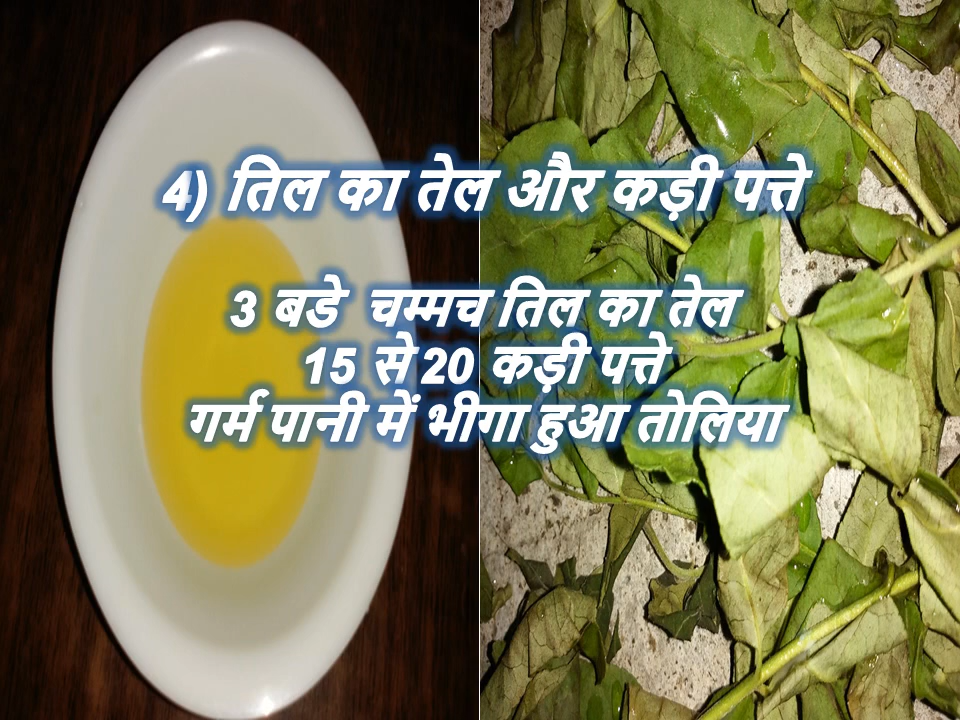 4) तिल का तेल और कड़ी पत्ते
3 बडे चम्मच तिल का तेल
15 से 20 कड़ी पत्ते
गर्म पानी में भीगा हुआ तोलिया